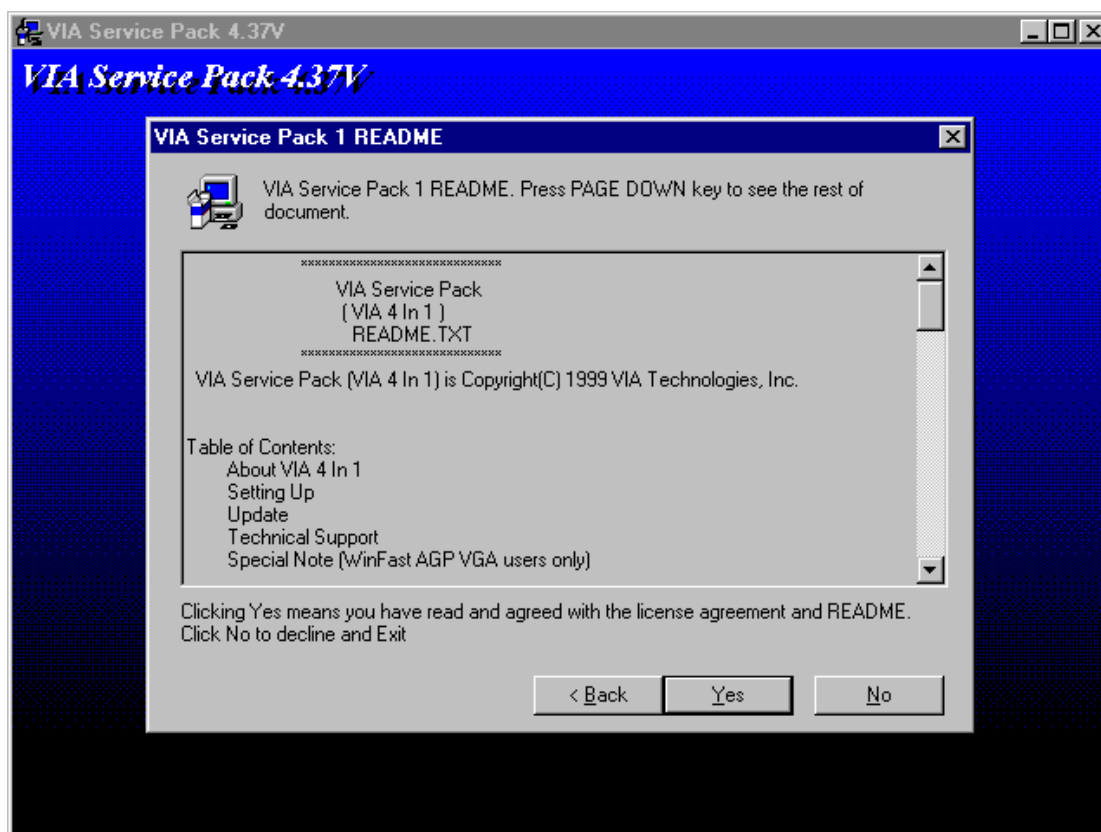 VIA Service Pack 4.37V
VIA Service Pack 4.37V
VIA Service Pack 1 README
VIA Service Pack 1 README. Press PAGE DOWN key to see the rest of
document.
*****************************
VIA Service Pack
( VIA 4 In 1 )
README.TXT
*****************************
VIA Service Pack (VIA 4 In 1) is Copyright(C) 1999 VIA Technologies, Inc.
Table of Contents:
About VIA 4 In 1
Setting Up
Update
Technical Support
Special Note (WinFast AGP VGA users only)
Clicking Yes means you have read and agreed with the license agreement and README.
Click No to decline and Exit
< Back
Yes
No